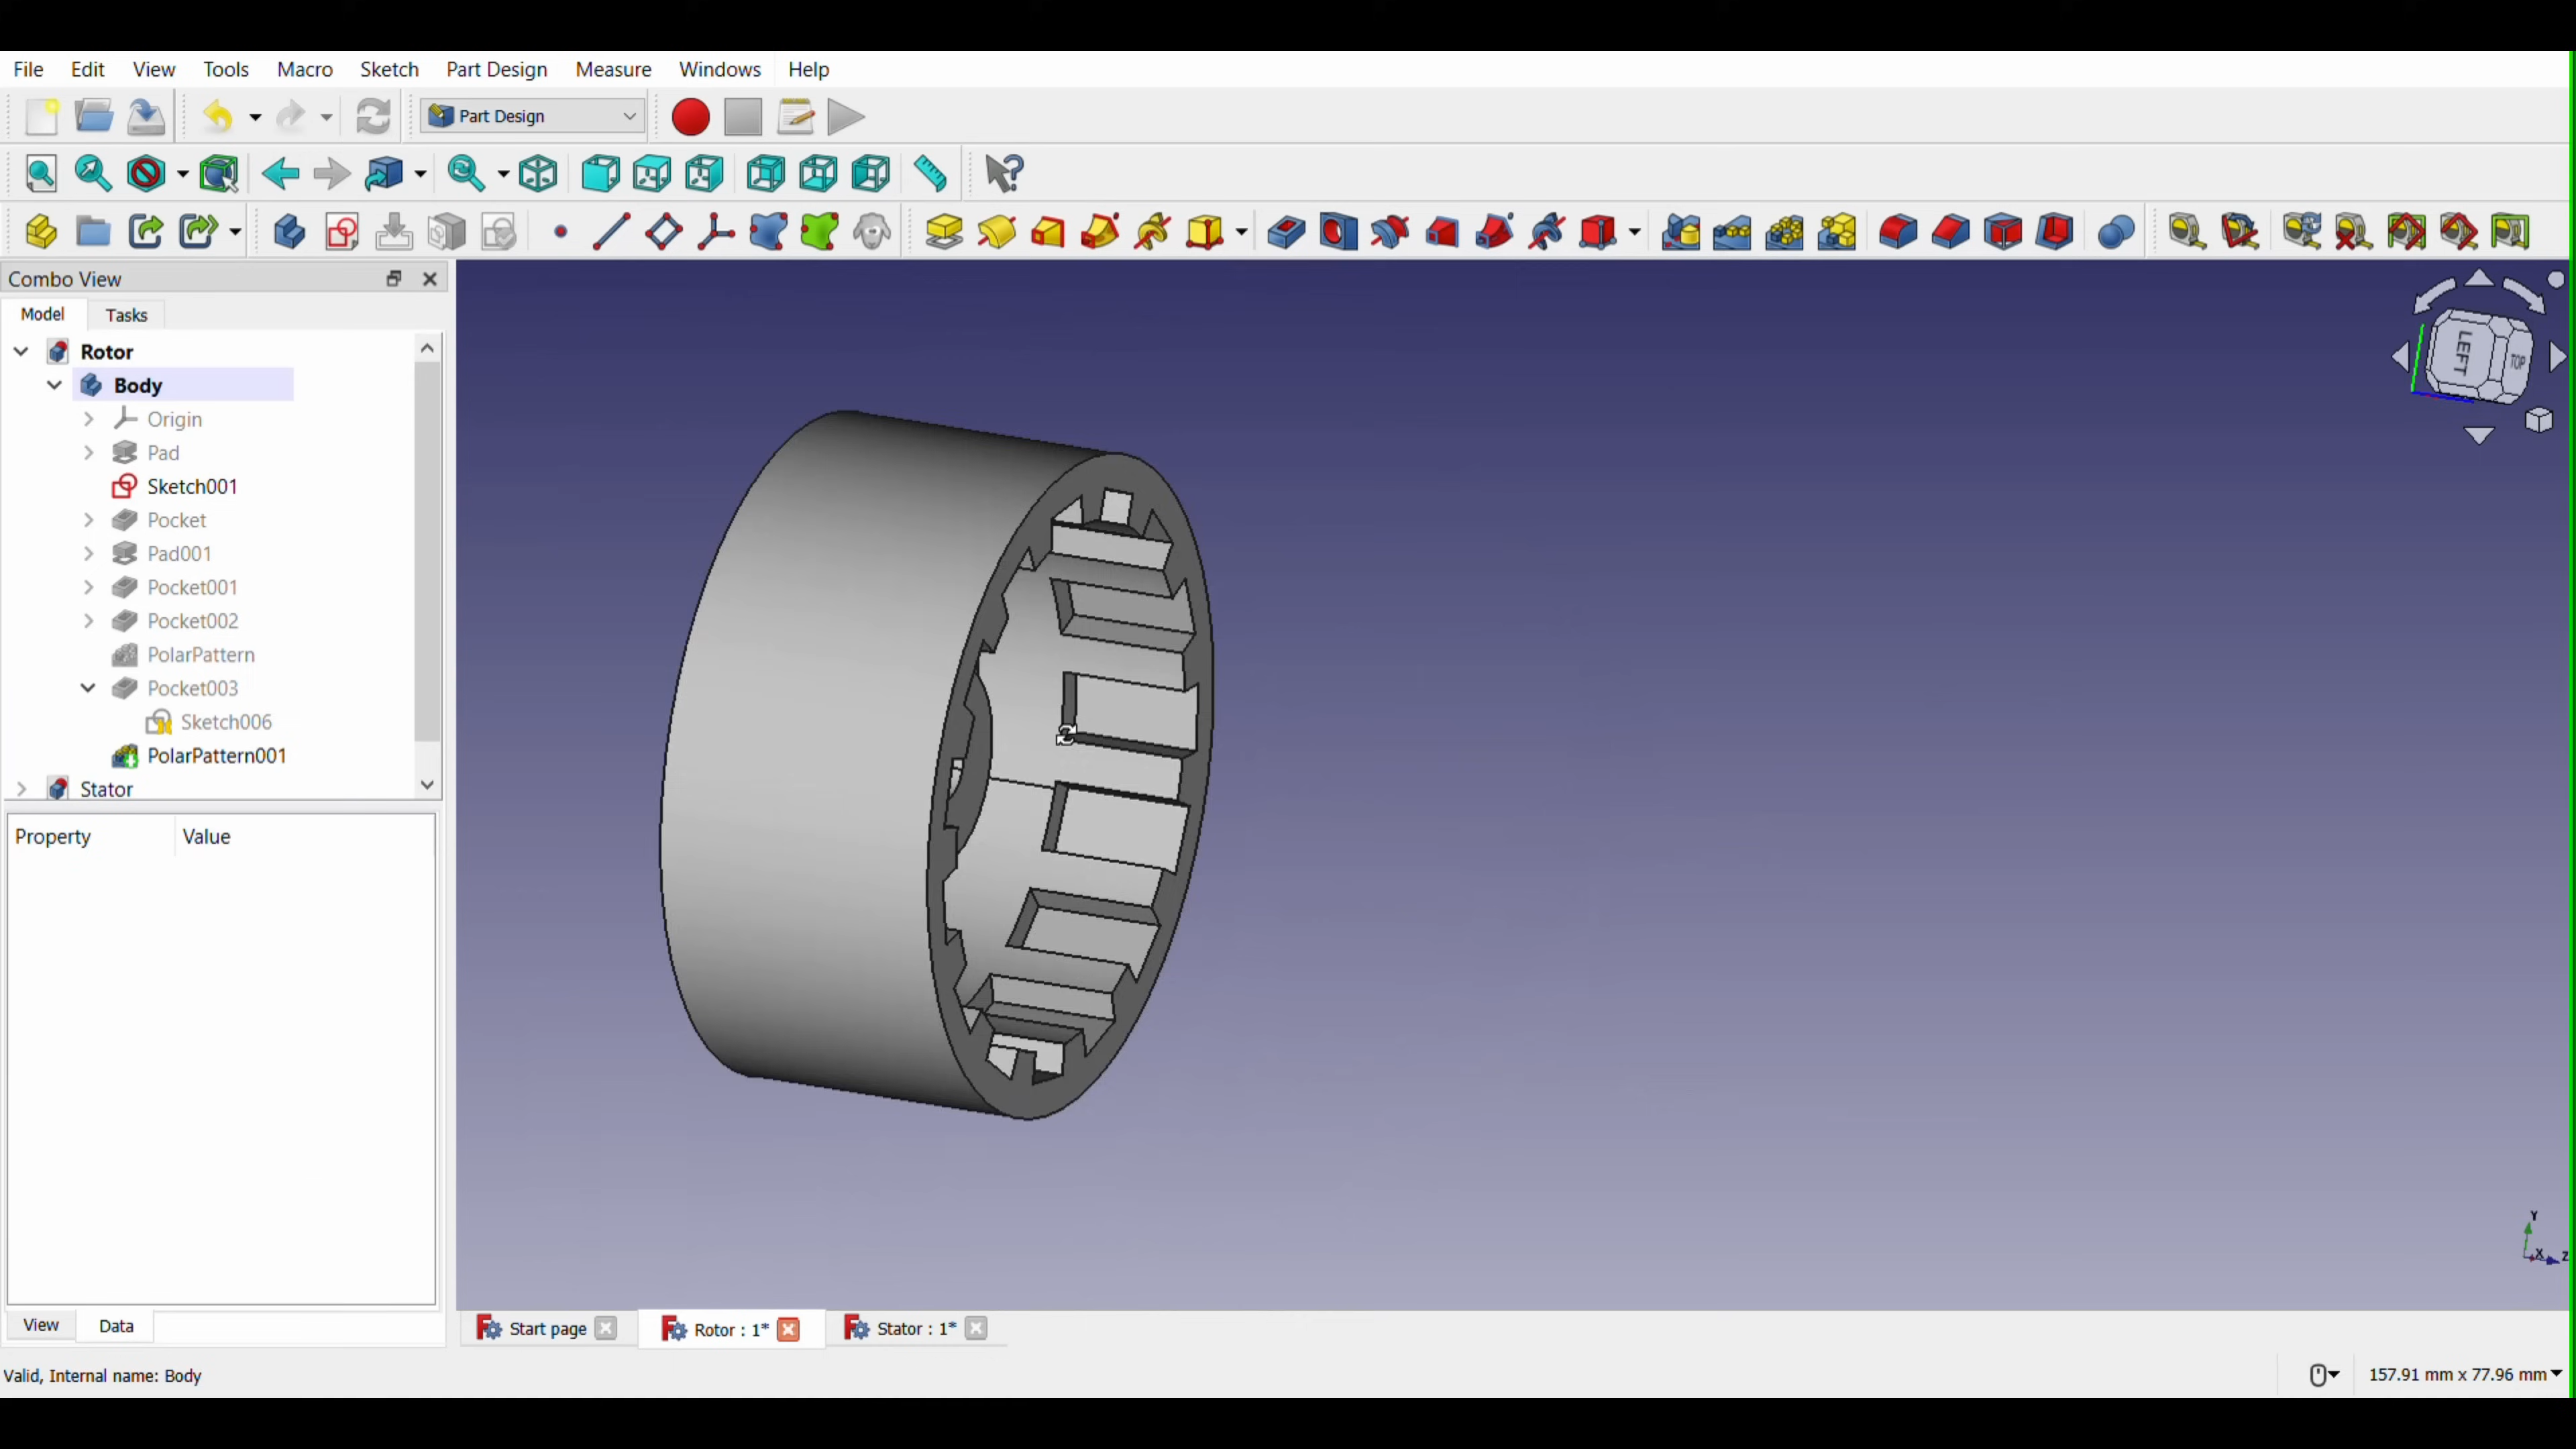 File Edit View Tools Macro Sketch Part Design Measure Windows Help
Part Design
Combo View
Model Tasks
Rotor
Body
Origin
Pad
Sketch001
Pocket
Pad001
Pocket001
Pocket002
PolarPattern
Pocket003
Sketch006
PolarPattern001
Stator
Property Value
LEFT TOP
Y
X Z
View Data
Start page Rotor : 1* Stator : 1*
Valid, Internal name: Body
157.91 mm x 77.96 mm